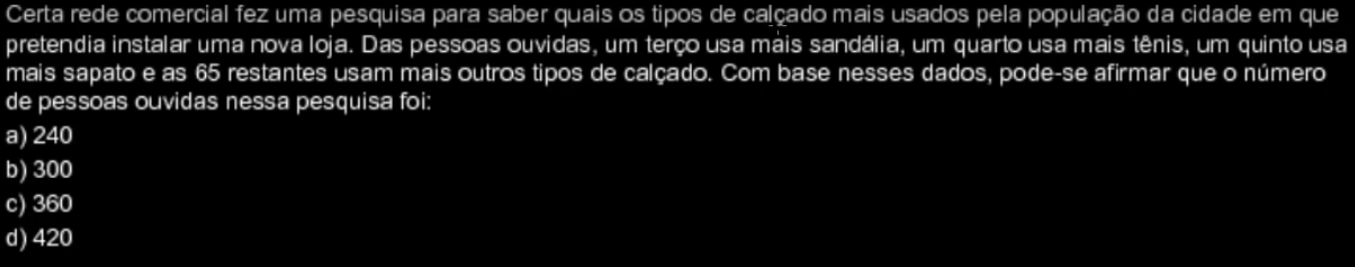 Certa rede comercial fez uma pesquisa para saber quais os tipos de calçado mais usados pela população da cidade em que
pretendia instalar uma nova loja. Das pessoas ouvidas, um terço usa mais sandália, um quarto usa mais tênis, um quinto usa
mais sapato e as 65 restantes usam mais outros tipos de calçado. Com base nesses dados, pode-se afirmar que o número
de pessoas ouvidas nessa pesquisa foi:
a) 240
b) 300
c) 360
d) 420